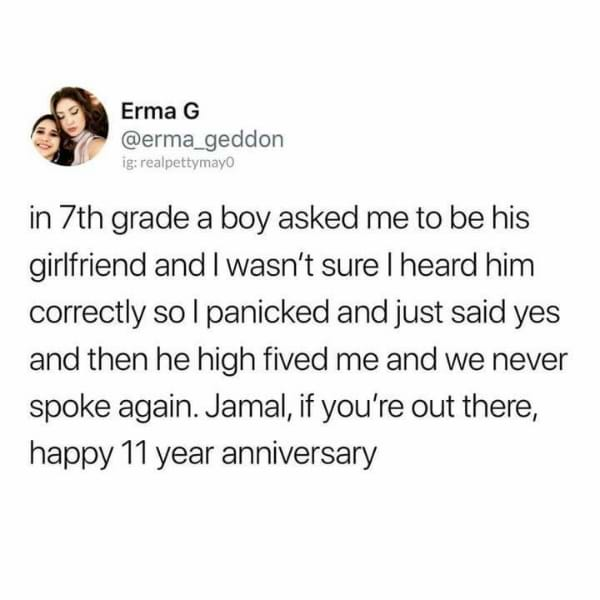 Erma G
@erma_geddon
ig: realpettymayo
in 7th grade a boy asked me to be his
girlfriend and I wasn't sure I heard him
correctly so I panicked and just said yes
and then he high fived me and we never
spoke again. Jamal, if you're out there,
happy 11 year anniversary